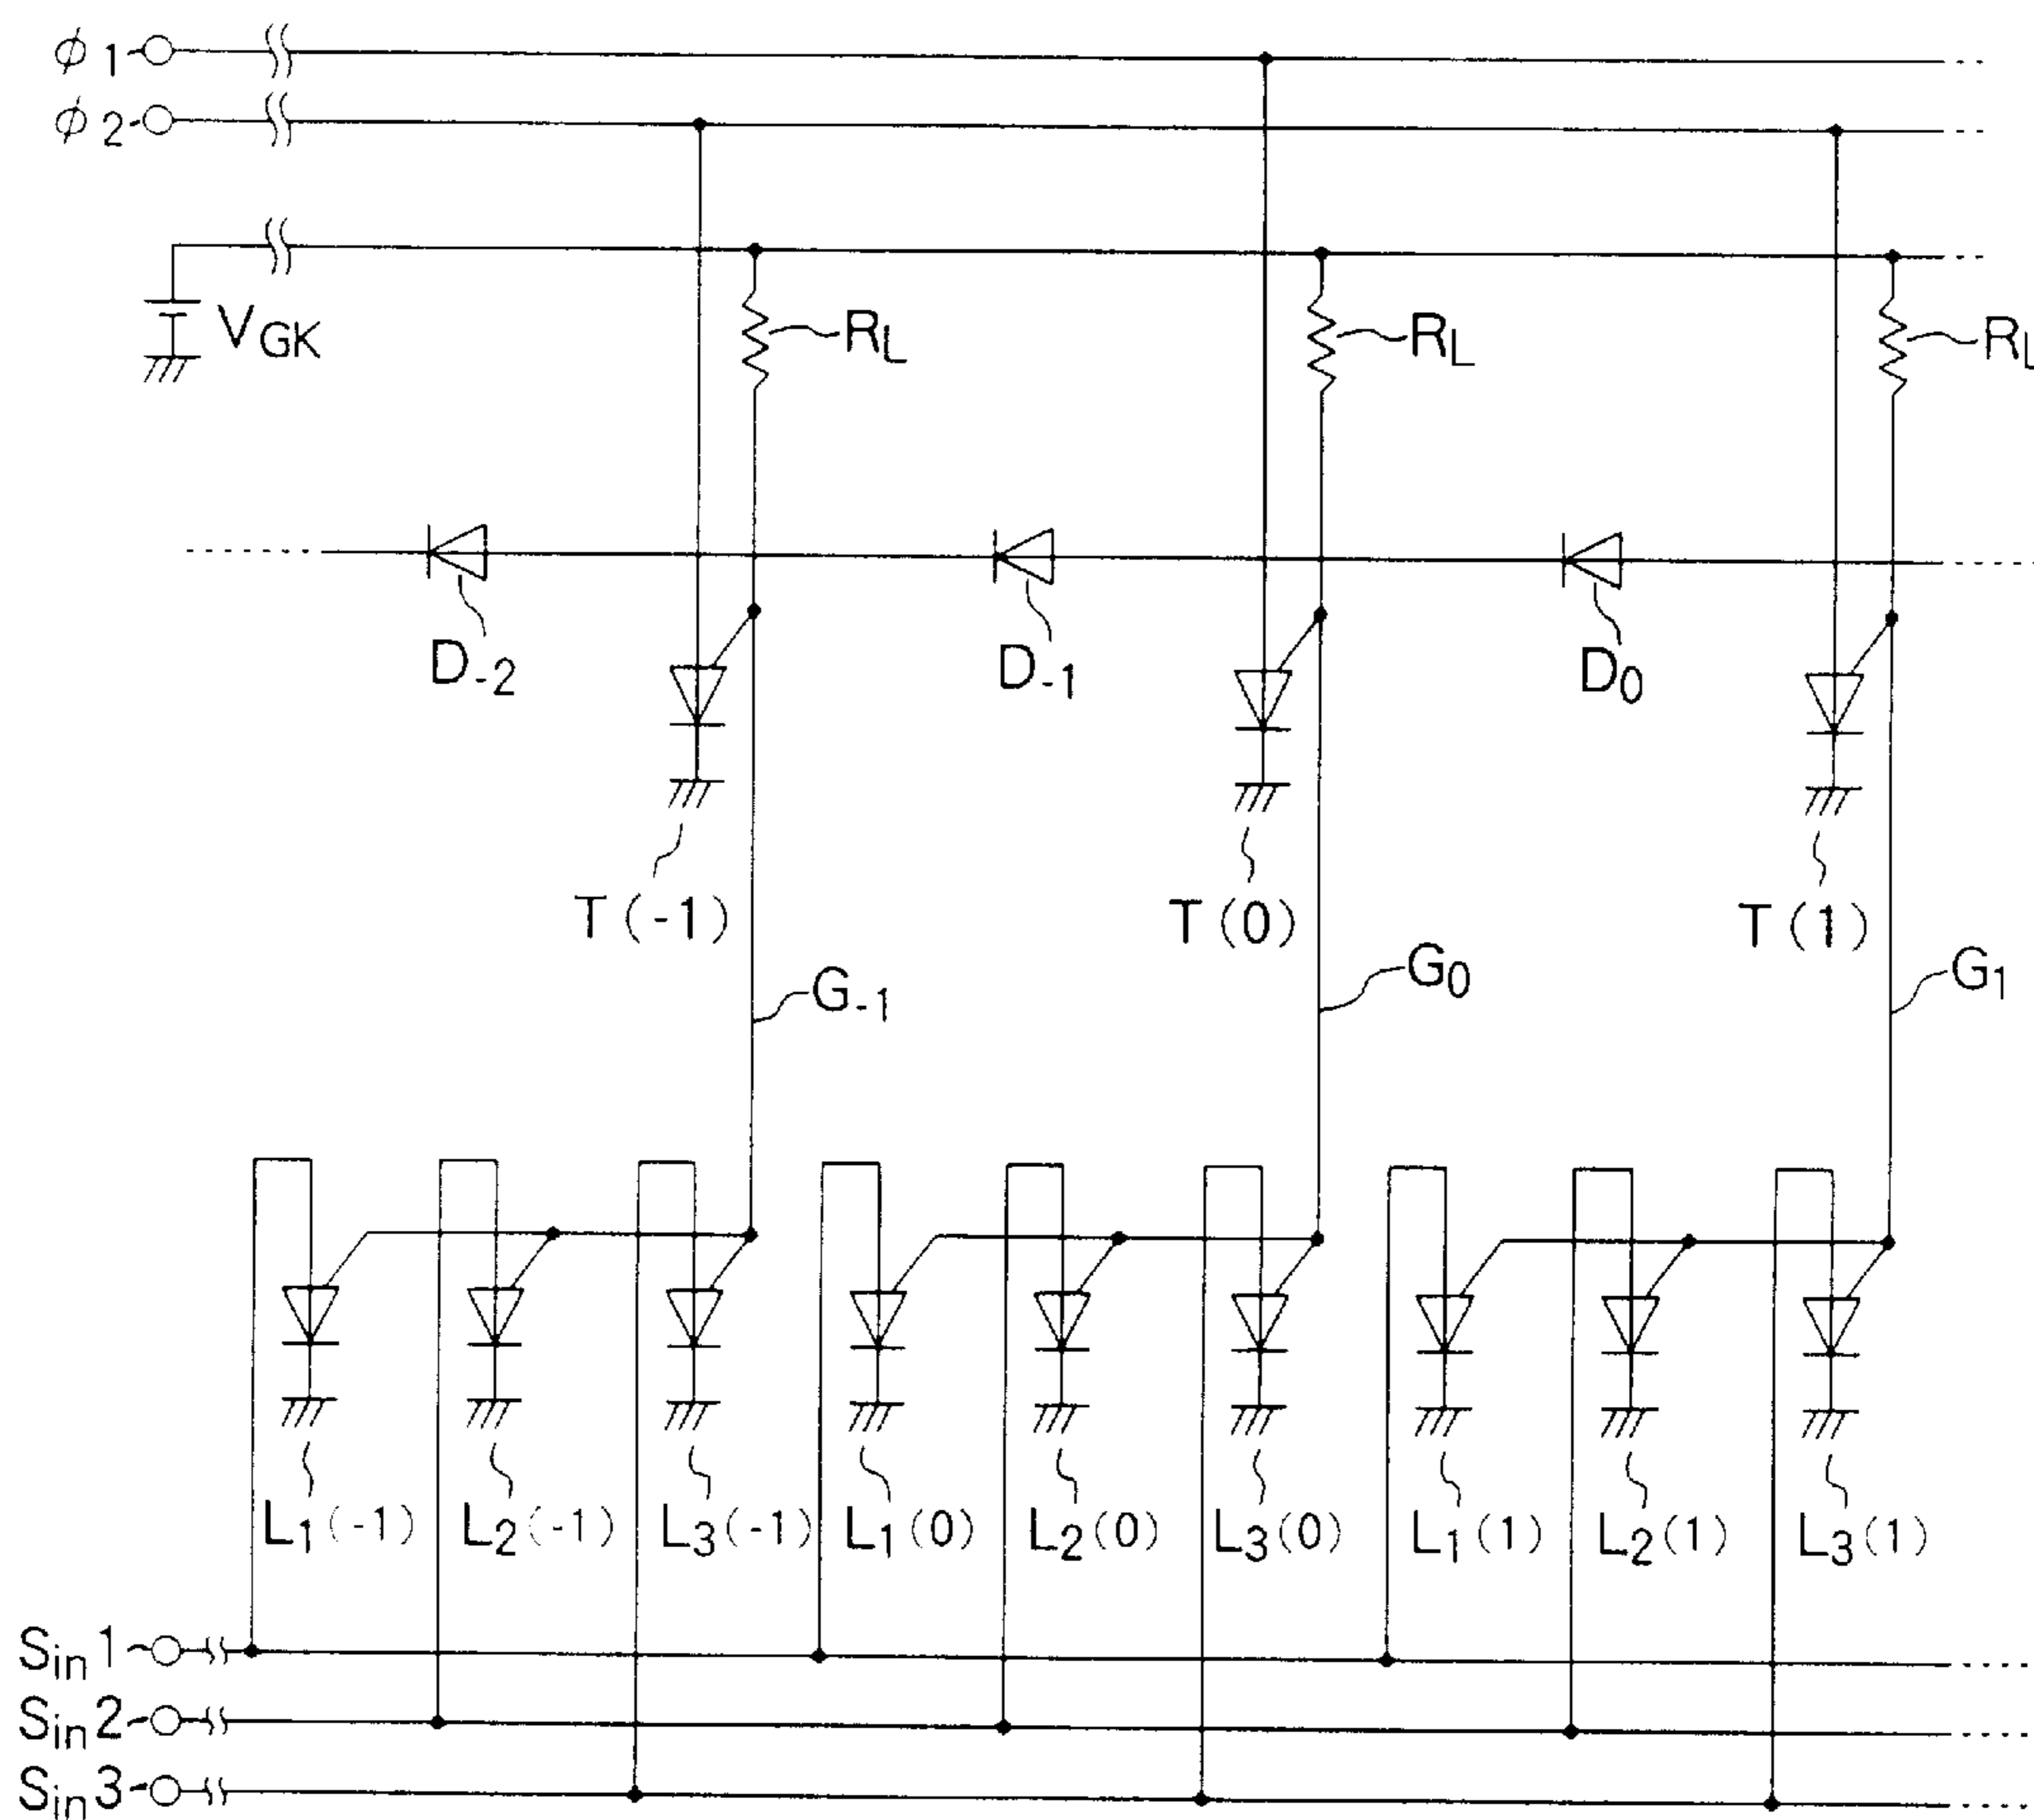 ϕ1
ϕ2
VGK
RL RL RL
D-2 D-1 D0
T(-1) T(0) T(1)
G-1 G0 G1
L1(-1) L2(-1) L3(-1) L1(0) L2(0) L3(0) L1(1) L2(1) L3(1)
Sin1
Sin2
Sin3